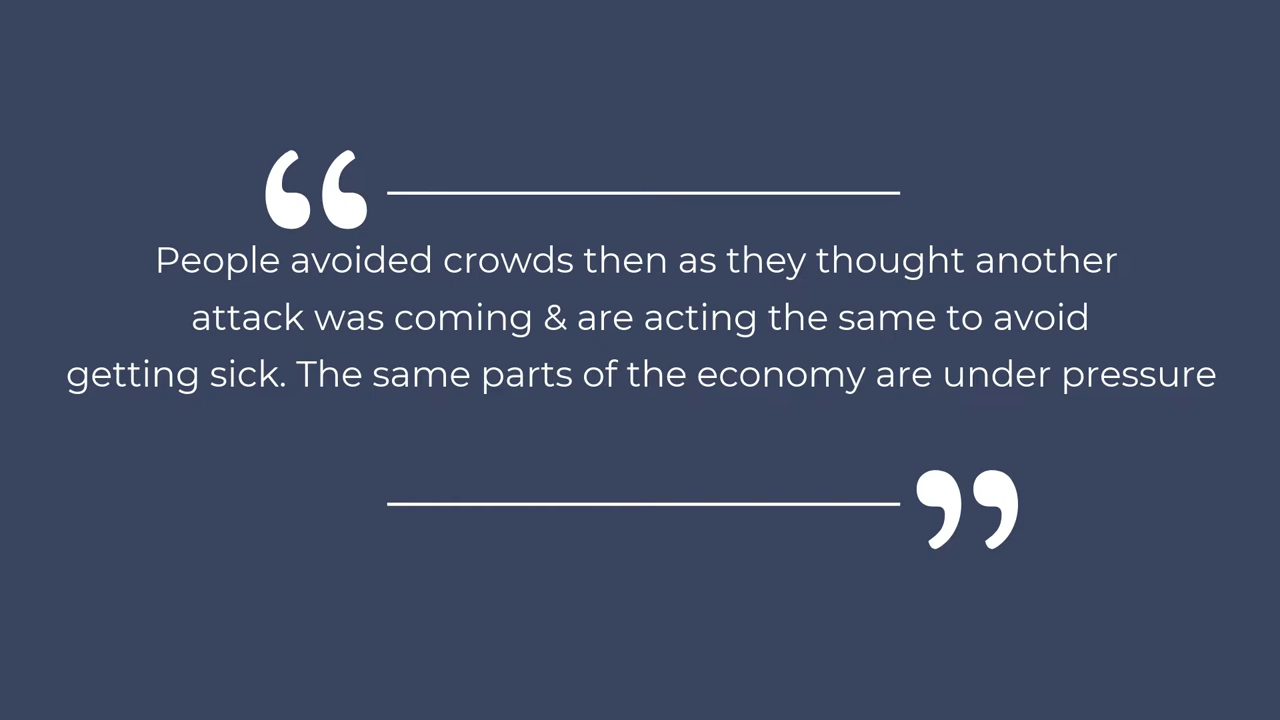 People avoided crowds then as they thought another
attack was coming & are acting the same to avoid
getting sick. The same parts of the economy are under pressure